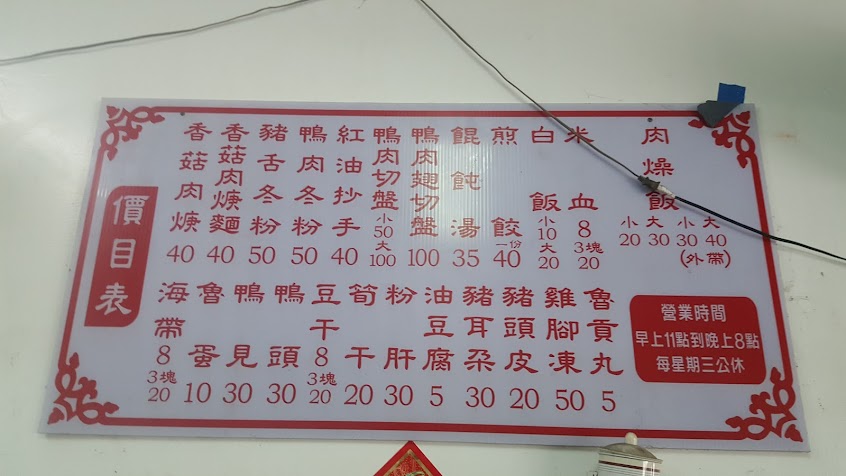 價目表
肉燥飯 小20 大30 小30 大40 (外帶)
米血 8 3塊20
白飯 小10 大20
煎餃 一份40
餛飩湯 35
鴨肉翅切盤 100
鴨肉切盤 小50 大100
紅油抄手 40
鴨肉冬粉 50
豬舌冬粉 50
香菇肉焿麵 40
香菇肉焿 40
營業時間
早上11點到晚上8點
每星期三公休
魯貢丸 5
雞腳凍 50
豬頭皮 20
豬耳朵 30
油豆腐 5
粉肝 30
筍干 20
豆干 8 3塊20
鴨頭 30
鴨見 30
魯蛋 10
海帶 8 3塊20